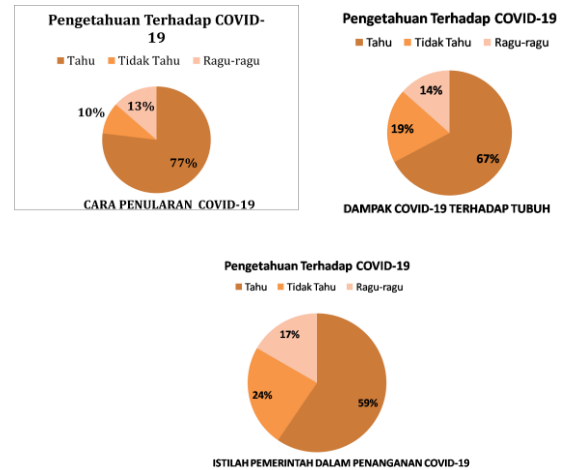 Pengetahuan Terhadap COVID-
19
Tahu Tidak Tahu Ragu-ragu
13%
10%
77%
CARA PENULARAN COVID-19
Pengetahuan Terhadap COVID-19
Tahu Tidak Tahu Ragu-ragu
14%
19%
67%
DAMPAK COVID-19 TERHADAP TUBUH
Pengetahuan Terhadap COVID-19
Tahu Tidak Tahu Ragu-ragu
17%
24%
59%
ISTILAH PEMERINTAH DALAM PENANGANAN COVID-19